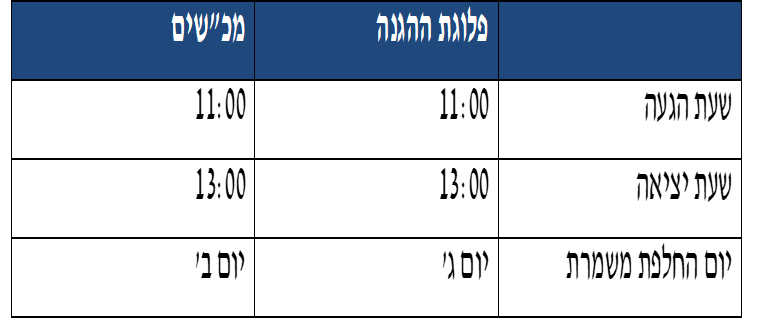 פלוגת ההגנה מכ"שים
שעת הגעה 11:00 11:00
שעת יציאה 13:00 13:00
יום החלפת משמרת יום ג' יום ב'